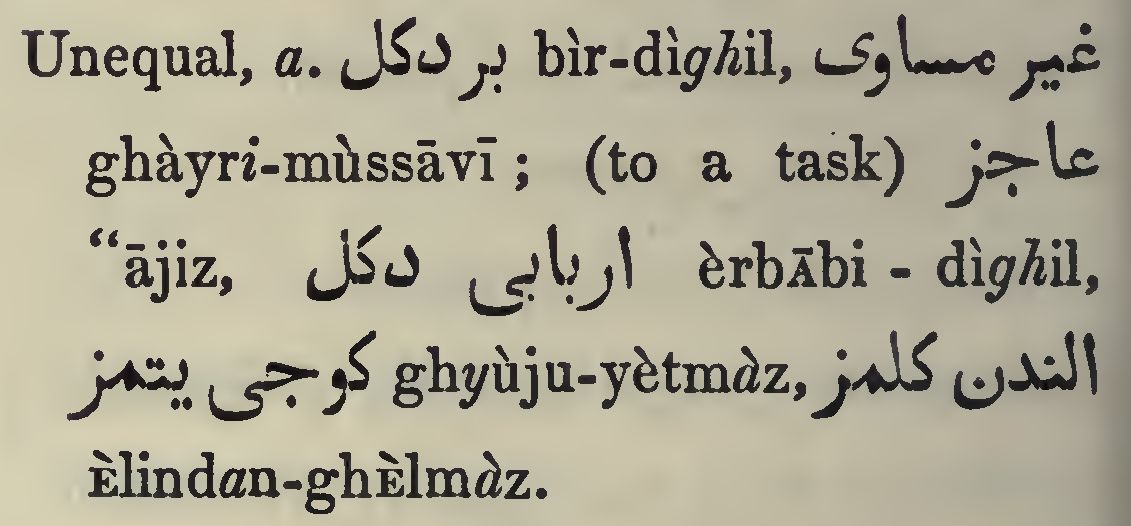 Unequal, a. بر دكل bìr-dìghil, غير مساوى
ghàyri-mùssāvī ; (to a task) عاجز
“ājiz, اربابى دكل èrbĀbi - dìghil,
كوجى يتمز ghyùju-yètmàz, الندن كلمز
Èlindan-ghÈlmàz.